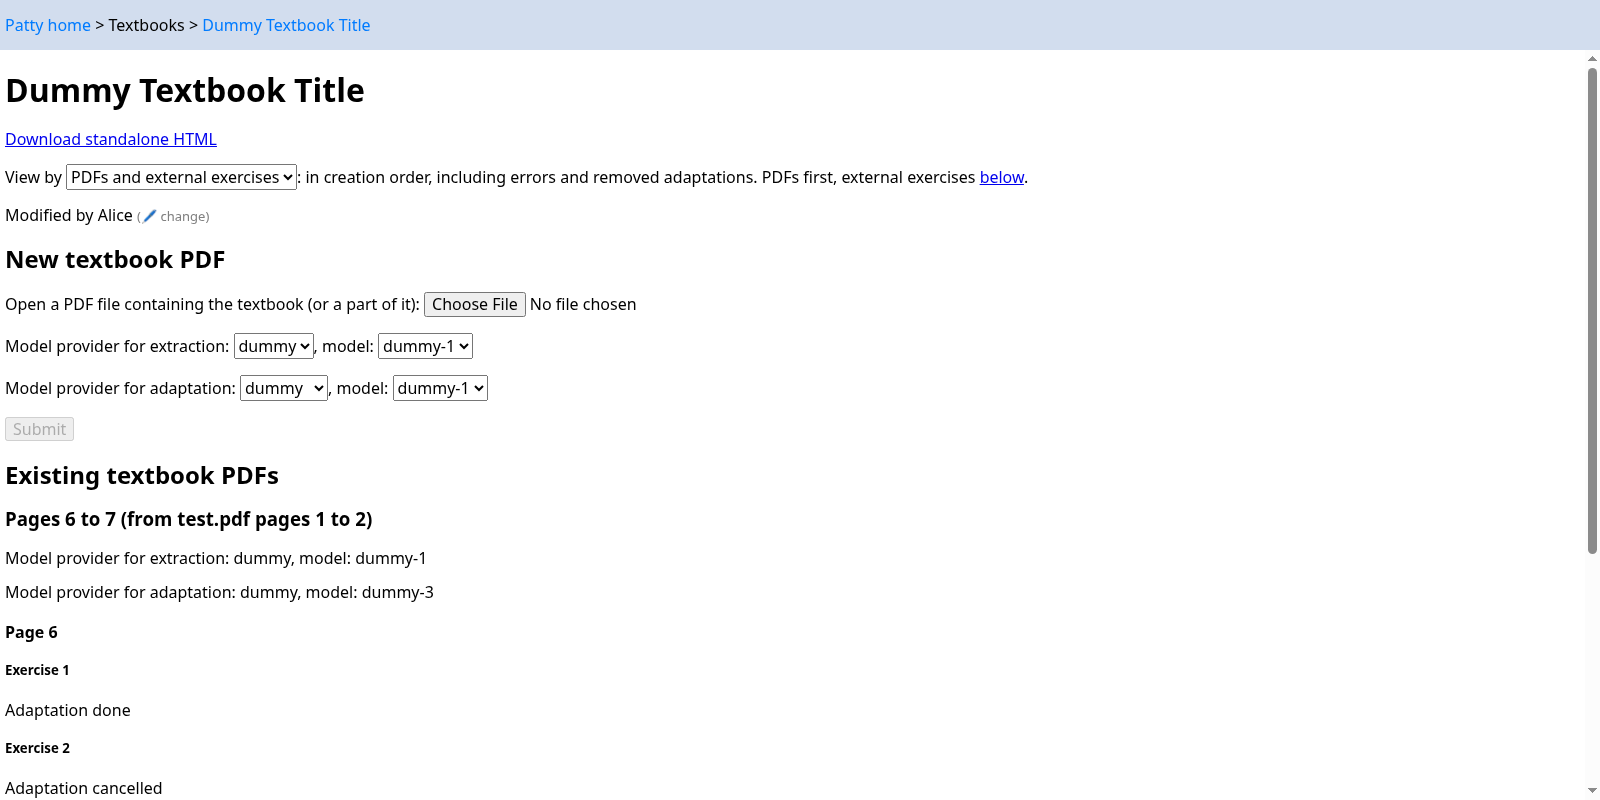 Patty home > Textbooks > Dummy Textbook Title
Dummy Textbook Title
Download standalone HTML
View by PDFs and external exercises: in creation order, including errors and removed adaptations. PDFs first, external exercises below.
Modified by Alice (🖊️ change)
New textbook PDF
Open a PDF file containing the textbook (or a part of it): Choose File No file chosen
Model provider for extraction: dummy, model: dummy-1
Model provider for adaptation: dummy, model: dummy-1
Submit
Existing textbook PDFs
Pages 6 to 7 (from test.pdf pages 1 to 2)
Model provider for extraction: dummy, model: dummy-1
Model provider for adaptation: dummy, model: dummy-3
Page 6
Exercise 1
Adaptation done
Exercise 2
Adaptation cancelled